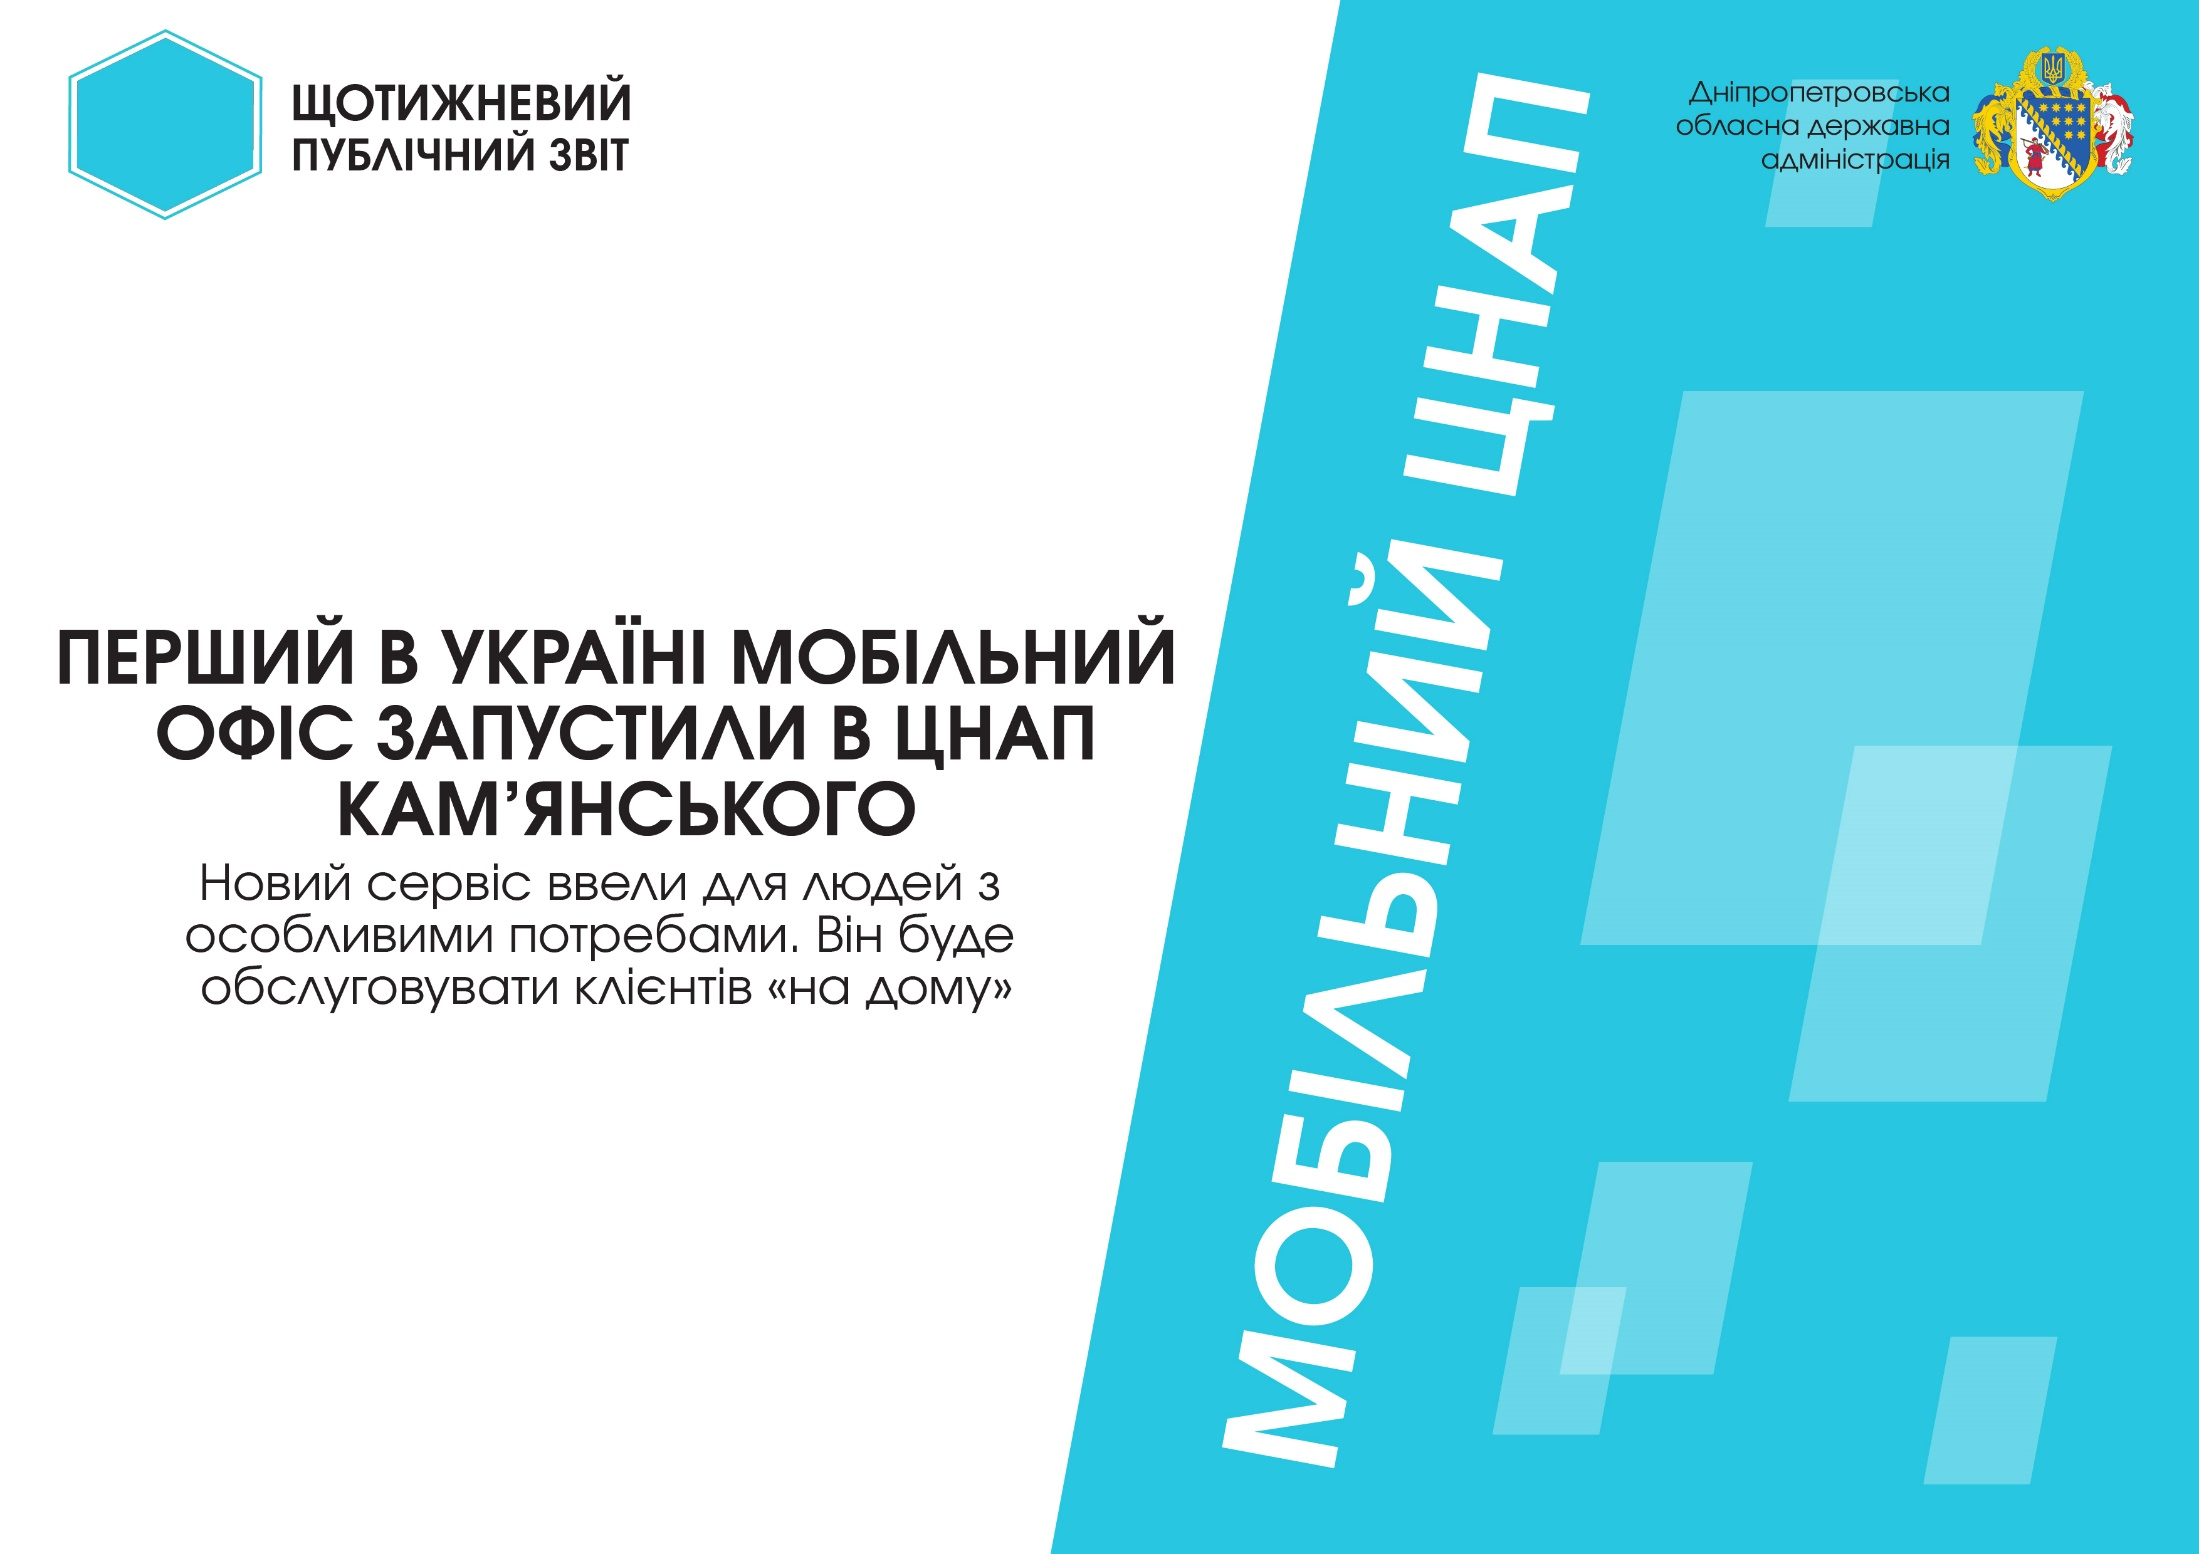 ЩОТИЖНЕВИЙ
ПУБЛІЧНИЙ ЗВІТ
Дніпропетровська
обласна державна
адміністрація
ПЕРШИЙ В УКРАЇНІ МОБІЛЬНИЙ
ОФІС ЗАПУСТИЛИ В ЦНАП
КАМ’ЯНСЬКОГО
Новий сервіс ввели для людей з
особливими потребами. Він буде
обслуговувати клієнтів «на дому»
МОБІЛЬНИЙ ЦНАП